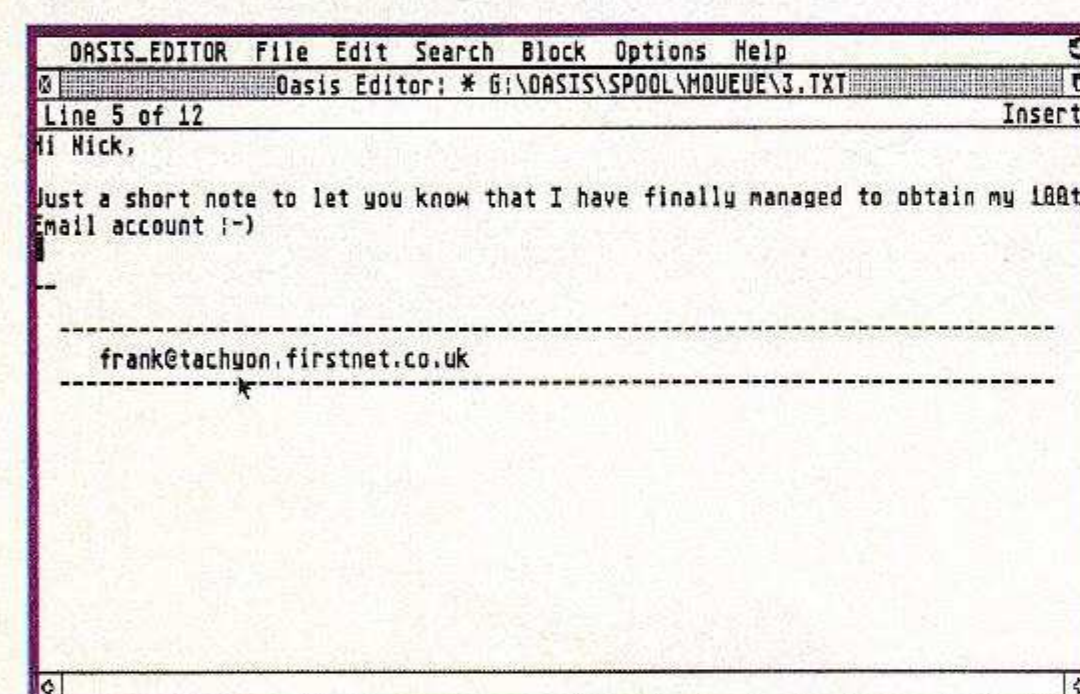 OASIS_EDITOR File Edit Search Block Options Help
Oasis Editor: * G:\OASIS\SPOOL\MQUEUE\3.TXT
Line 5 of 12 Insert
Hi Nick,
Just a short note to let you know that I have finally managed to obtain my 100t
Email account :-)
--
------------------------------------------------------------------------
frank@tachyon.firstnet.co.uk
------------------------------------------------------------------------